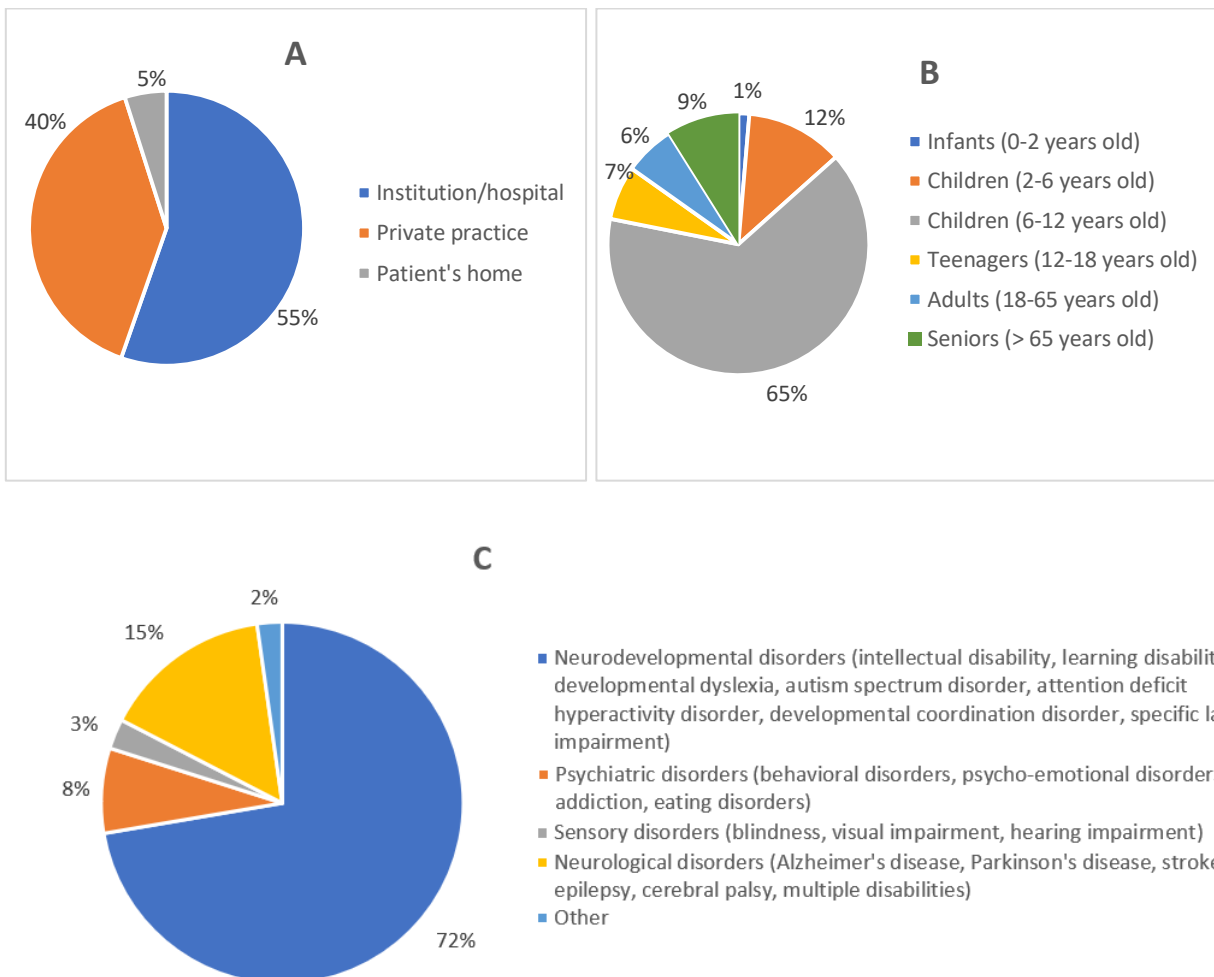 A
5%
40%
55%
Institution/hospital
Private practice
Patient's home
B
1%
9%
12%
6%
7%
65%
Infants (0-2 years old)
Children (2-6 years old)
Children (6-12 years old)
Teenagers (12-18 years old)
Adults (18-65 years old)
Seniors (> 65 years old)
C
2%
15%
3%
8%
72%
Neurodevelopmental disorders (intellectual disability, learning
developmental dyslexia, autism spectrum disorder, attention deficit
hyperactivity disorder, developmental coordination disorder, specific
impairment)
Psychiatric disorders (behavioral disorders, psycho-emotional
addiction, eating disorders)
Sensory disorders (blindness, visual impairment, hearing impairment)
Neurological disorders (Alzheimer's disease, Parkinson's disease, stroke
epilepsy, cerebral palsy, multiple disabilities)
Other